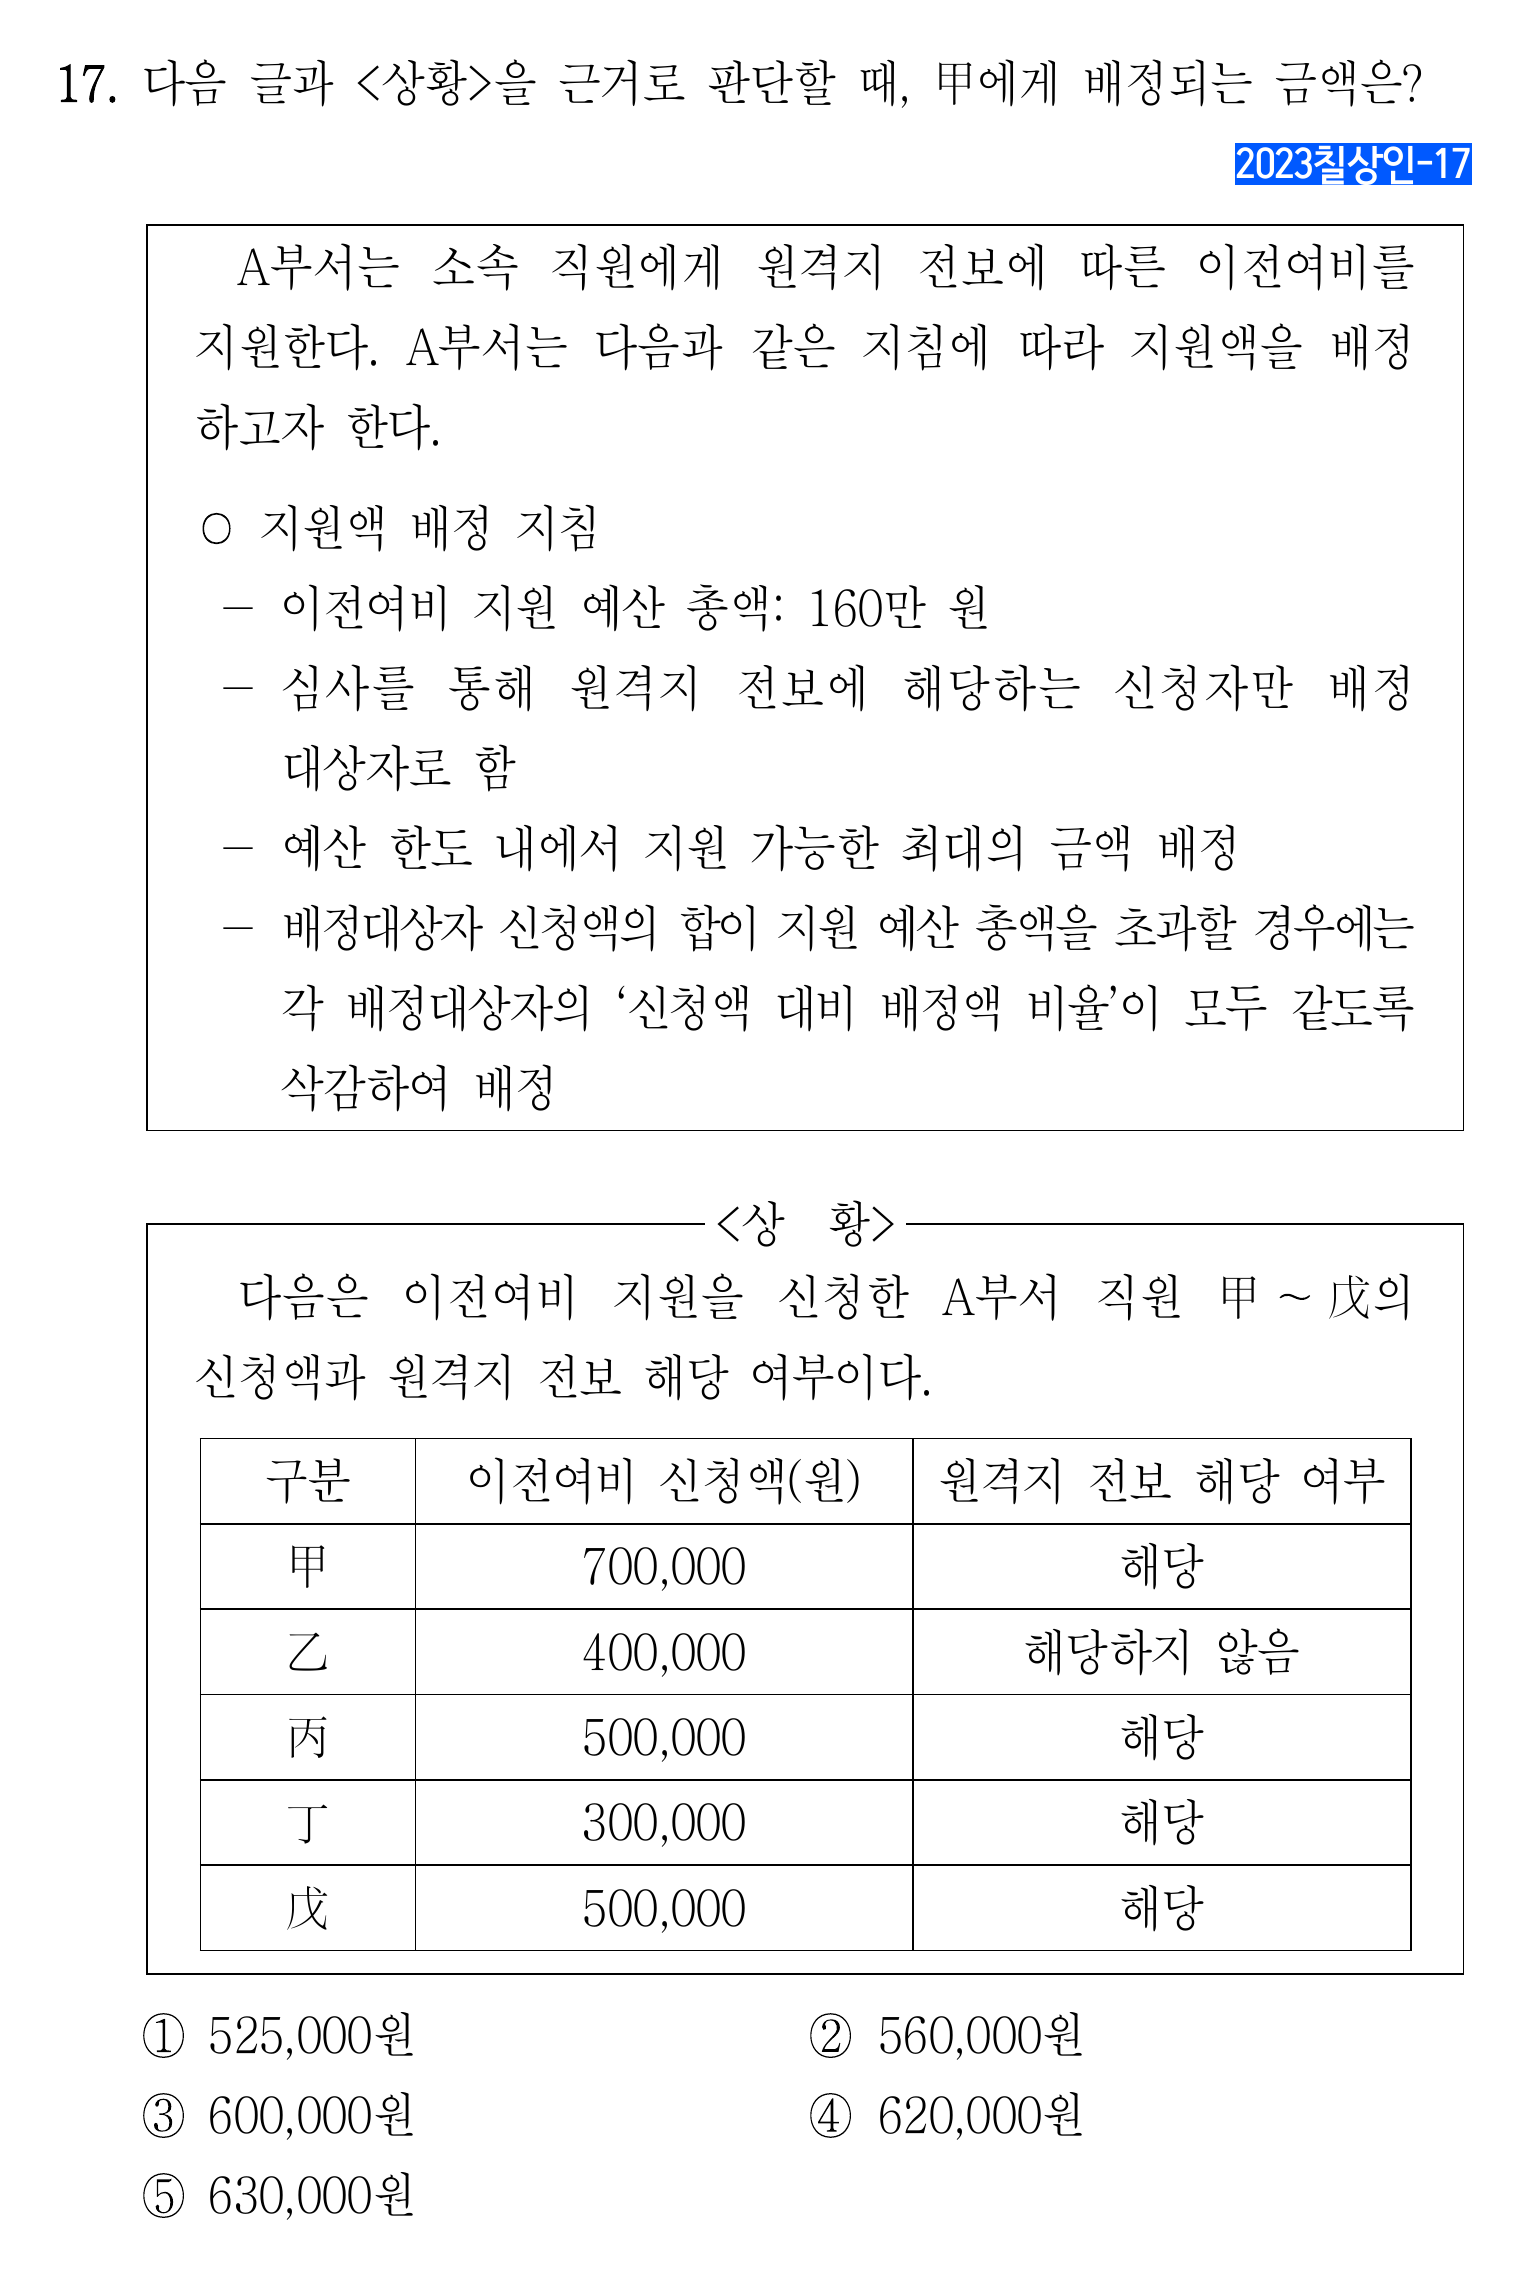 17. 다음 글과 <상황>을 근거로 판단할 때, 甲에게 배정되는 금액은?
2023칠상인-17
A부서는 소속 직원에게 원격지 전보에 따른 이전여비를
지원한다. A부서는 다음과 같은 지침에 따라 지원액을 배정
하고자 한다.
○ 지원액 배정 지침
- 이전여비 지원 예산 총액: 160만 원
- 심사를 통해 원격지 전보에 해당하는 신청자만 배정
대상자로 함
- 예산 한도 내에서 지원 가능한 최대의 금액 배정
- 배정대상자 신청액의 합이 지원 예산 총액을 초과할 경우에는
각 배정대상자의 ‘신청액 대비 배정액 비율’이 모두 같도록
삭감하여 배정
<상 황>
다음은 이전여비 지원을 신청한 A부서 직원 甲~戊의
신청액과 원격지 전보 해당 여부이다.
구분 이전여비 신청액(원) 원격지 전보 해당 여부
甲 700,000 해당
乙 400,000 해당하지 않음
丙 500,000 해당
丁 300,000 해당
戊 500,000 해당
① 525,000원 ② 560,000원
③ 600,000원 ④ 620,000원
⑤ 630,000원